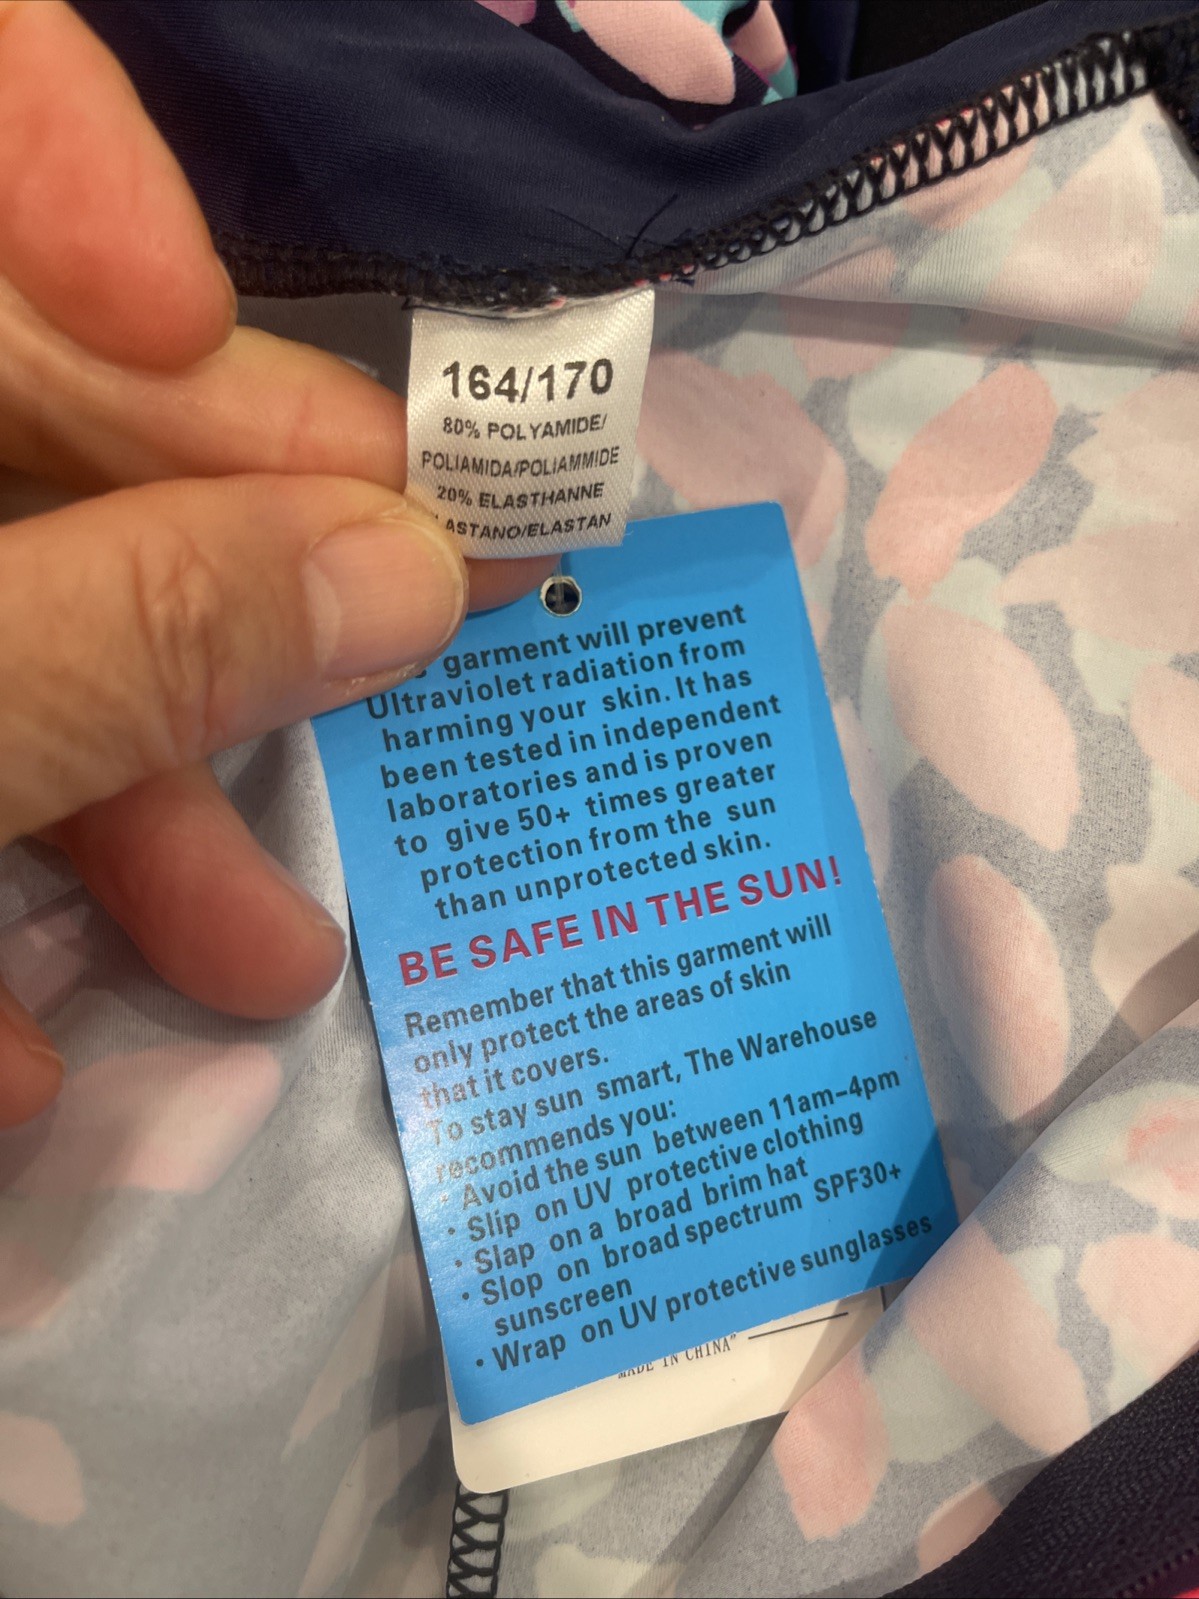 164/170
80% POLYAMIDE/
POLIAMIDA/POLIAMMIDE
20% ELASTHANNE
ASTANO/ELASTAN
garment will prevent
Ultraviolet radiation from
harming your skin. It has
been tested in independent
laboratories and is proven
to give 50+ times greater
protection from the sun
than unprotected skin.
BE SAFE IN THE SUN!
Remember that this garment will
only protect the areas of skin
that it covers.
To stay sun smart, The Warehouse
recommends you:
• Avoid the sun between 11am–4pm
• Slip on UV protective clothing
• Slap on a broad brim hat
• Slop on broad spectrum SPF30+
sunscreen
• Wrap on UV protective sunglasses
MADE IN CHINA"